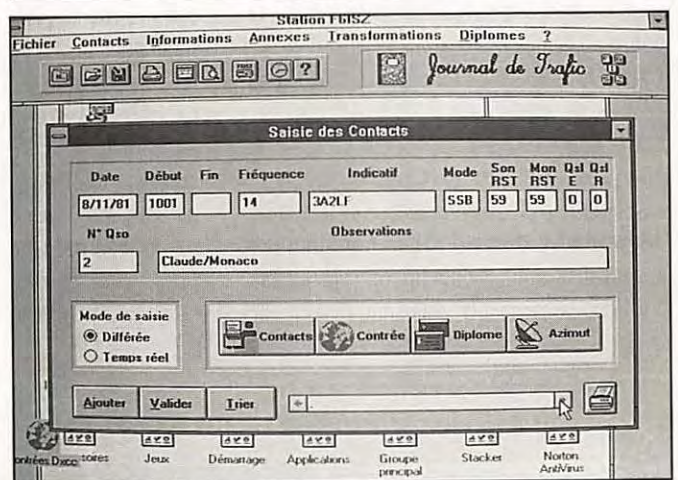 Station F6ISZ
Fichier Contacts Informations Annexes Transformations Diplomes ?
Journal de Trafic
Saisie des Contacts
Date Début Fin Fréquence Indicatif Mode Son RST Mon RST Qsl E Qsl R
8/11/81 1001 14 3A2LF SSB 59 59 0 0
N° Qso Observations
2 Claude/Monaco
Mode de saisie
Différée
Temps réel
Contacts Contrée Diplome Azimut
Ajouter Valider Trier
ontrées Dxcc toires Jeux Démarrage Applications Groupe principal Stacker Norton AntiVirus